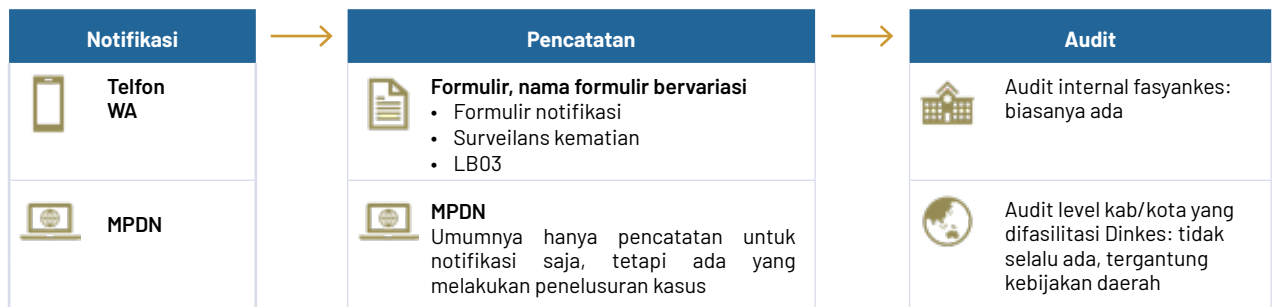 Notifikasi
Telfon
WA
MPDN
Pencatatan
Formulir, nama formulir bervariasi
• Formulir notifikasi
• Surveilans kematian
• LB03
MPDN
Umumnya hanya pencatatan untuk
notifikasi saja, tetapi ada yang
melakukan penelusuran kasus
Audit
Audit internal fasyankes:
biasanya ada
Audit level kab/kota yang
difasilitasi Dinkes: tidak
selalu ada, tergantung
kebijakan daerah